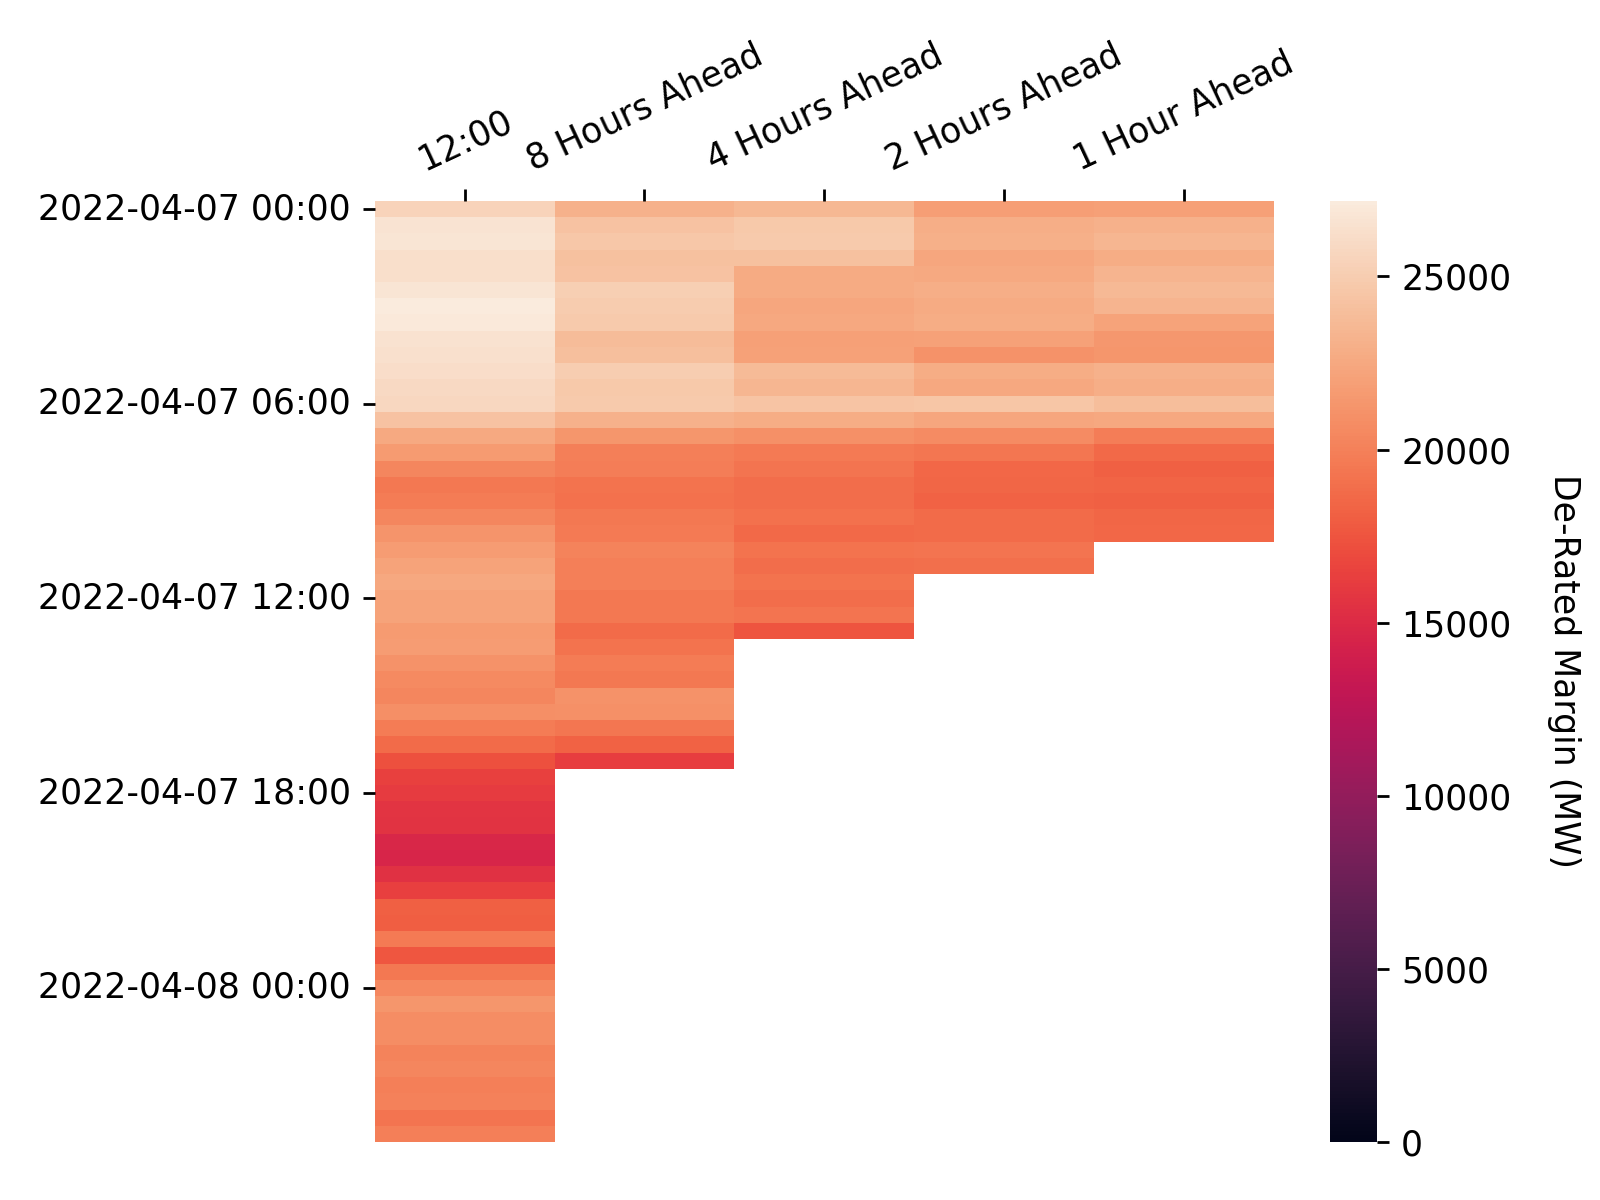 12:00
8 Hours Ahead
4 Hours Ahead
2 Hours Ahead
1 Hour Ahead
2022-04-07 00:00
2022-04-07 06:00
2022-04-07 12:00
2022-04-07 18:00
2022-04-08 00:00
25000
20000
15000
10000
5000
0
De-Rated Margin (MW)